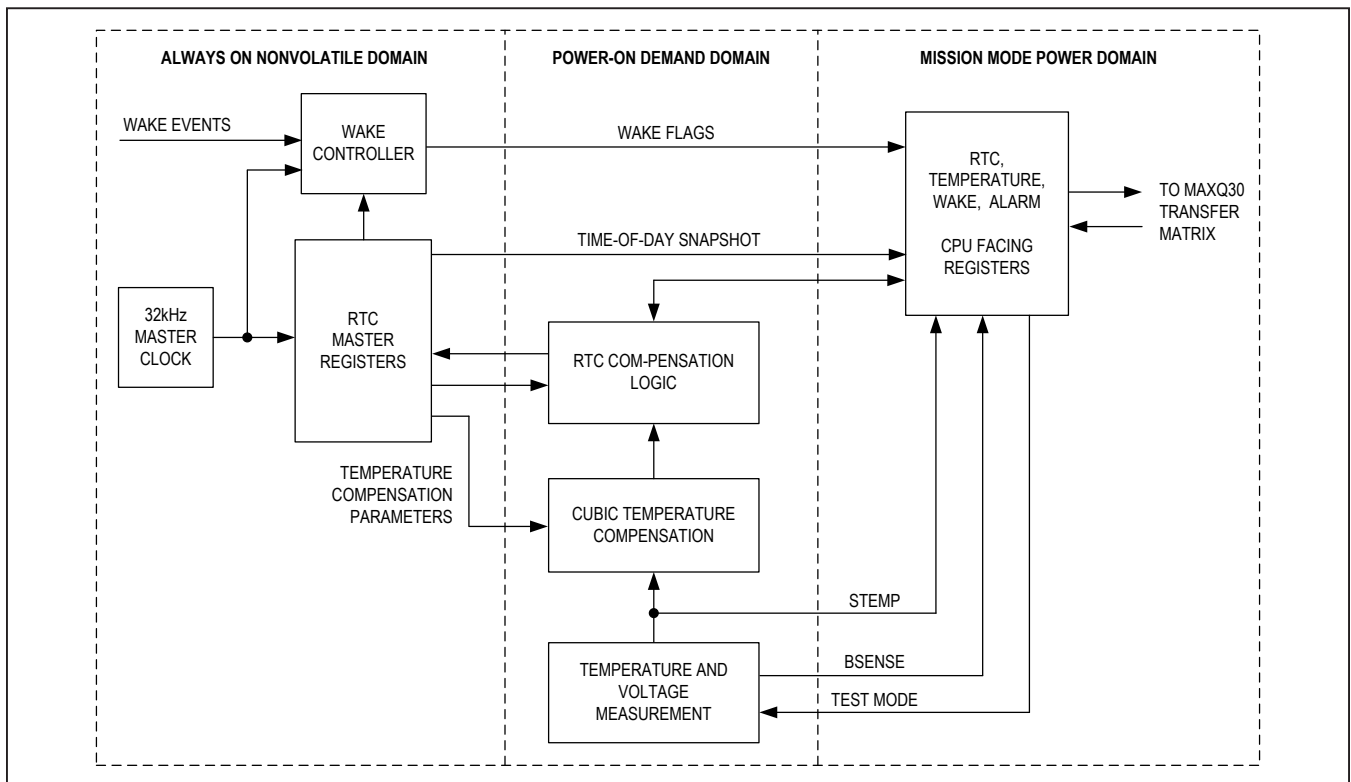 ALWAYS ON NONVOLATILE DOMAIN
POWER-ON DEMAND DOMAIN
MISSION MODE POWER DOMAIN
WAKE EVENTS
WAKE
CONTROLLER
WAKE FLAGS
RTC,
TEMPERATURE,
WAKE, ALARM
CPU FACING
REGISTERS
TO MAXQ30
TRANSFER
MATRIX
TIME-OF-DAY SNAPSHOT
32kHz
MASTER
CLOCK
RTC
MASTER
REGISTERS
RTC COM-PENSATION
LOGIC
TEMPERATURE
COMPENSATION
PARAMETERS
CUBIC TEMPERATURE
COMPENSATION
STEMP
TEMPERATURE AND
VOLTAGE
MEASUREMENT
BSENSE
TEST MODE